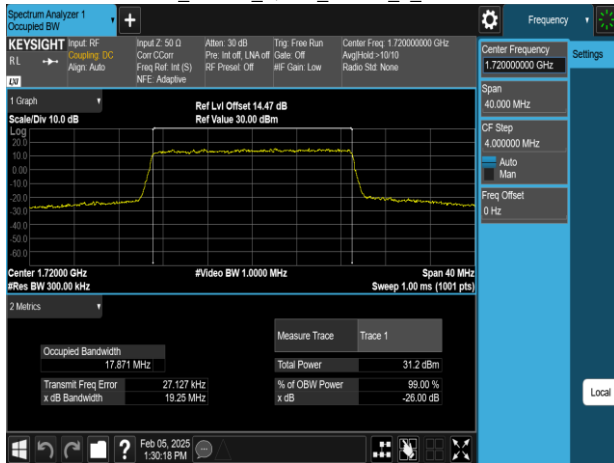 Spectrum Analyzer 1
Occupied BW
Frequency
KEYSIGHT
RL
LXI
Input: RF
Coupling: DC
Align: Auto
Input Z: 50 Ω
Corr CCorr
Freq Ref: Int (S)
NFE: Adaptive
Atten: 30 dB
Pre: Int off, LNA off
RF Preset: Off
Trig: Free Run
Gate: Off
#IF Gain: Low
Center Freq: 1.720000000 GHz
Avg|Hold:>10/10
Radio Std: None
Center Frequency
1.720000000 GHz
Settings
Span
40.000 MHz
CF Step
4.000000 MHz
Auto
Man
Freq Offset
0 Hz
1 Graph
Scale/Div 10.0 dB
Ref Lvl Offset 14.47 dB
Ref Value 30.00 dBm
Log
20.0
10.0
0.00
-10.0
-20.0
-30.0
-40.0
-50.0
-60.0
Center 1.72000 GHz
#Video BW 1.0000 MHz
Span 40 MHz
#Res BW 300.00 kHz
Sweep 1.00 ms (1001 pts)
2 Metrics
Measure Trace
Trace 1
Occupied Bandwidth
17.871 MHz
Total Power
31.2 dBm
Transmit Freq Error
27.127 kHz
% of OBW Power
99.00 %
x dB Bandwidth
19.25 MHz
x dB
-26.00 dB
Local
?
Feb 05, 2025
1:30:18 PM